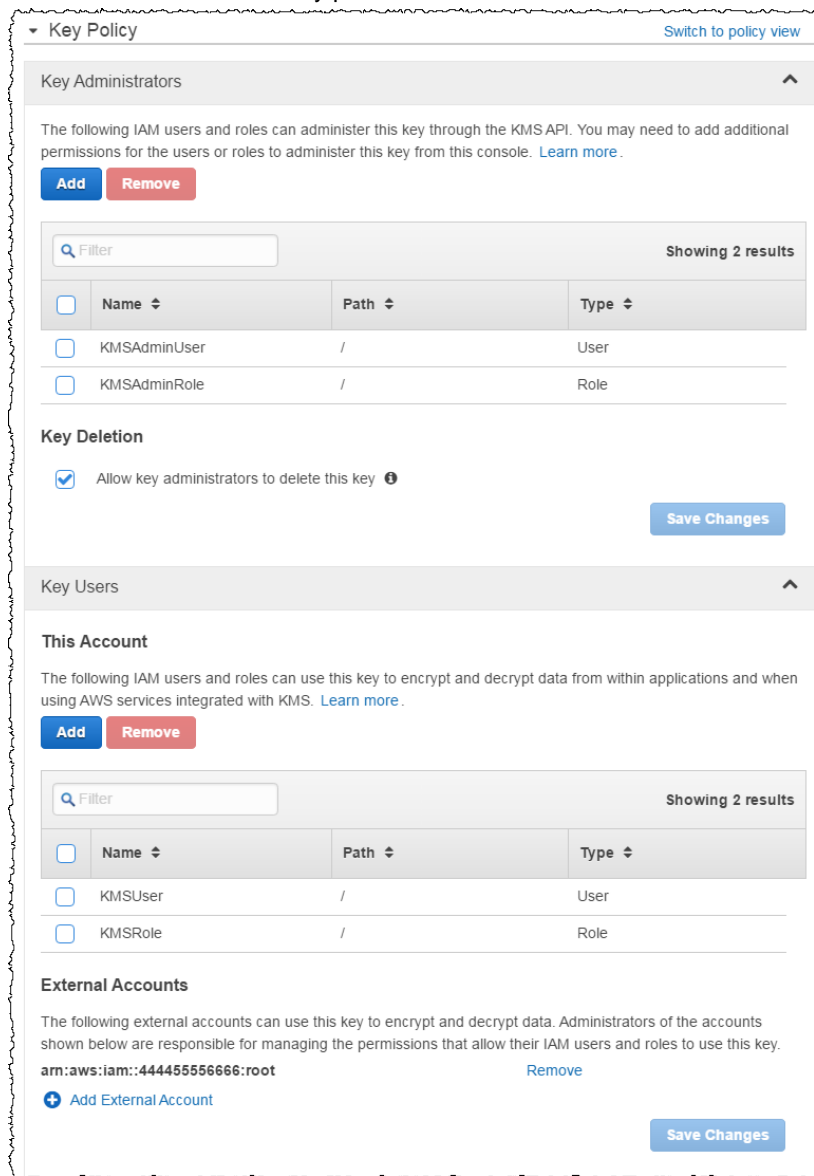 Key Policy Switch to policy view
Key Administrators
The following IAM users and roles can administer this key through the KMS API. You may need to add additional
permissions for the users or roles to administer this key from this console. Learn more.
Add Remove
Filter Showing 2 results
Name Path Type
KMSAdminUser / User
KMSAdminRole / Role
Key Deletion
Allow key administrators to delete this key
Save Changes
Key Users
This Account
The following IAM users and roles can use this key to encrypt and decrypt data from within applications and when
using AWS services integrated with KMS. Learn more.
Add Remove
Filter Showing 2 results
Name Path Type
KMSUser / User
KMSRole / Role
External Accounts
The following external accounts can use this key to encrypt and decrypt data. Administrators of the accounts
shown below are responsible for managing the permissions that allow their IAM users and roles to use this key.
arn:aws:iam::444455556666:root Remove
Add External Account
Save Changes